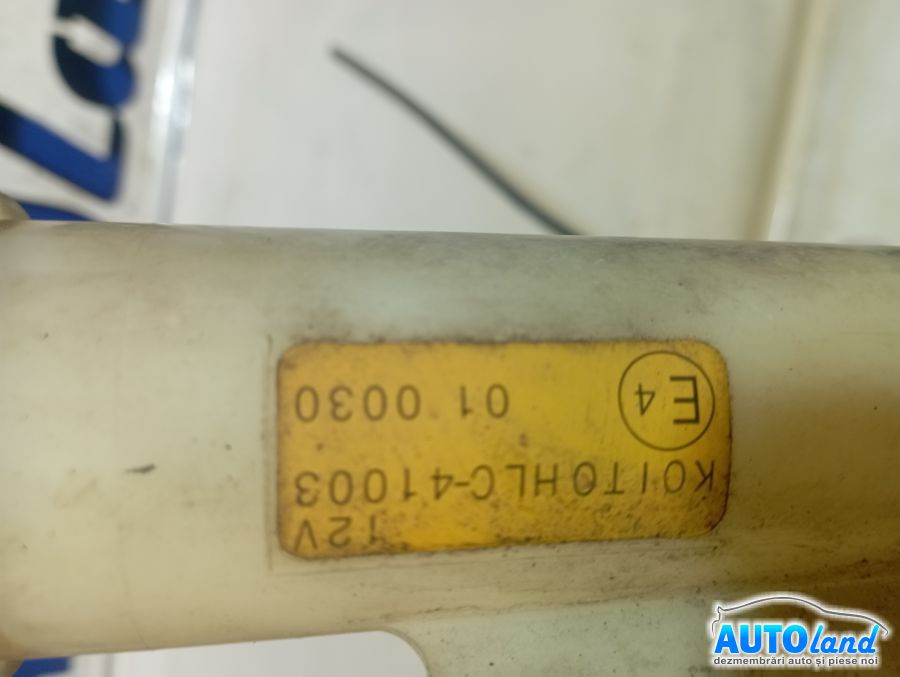 12V
KOITO HLC-41003
E4 01 0030
AUTOland
dezmembrări auto și piese noi